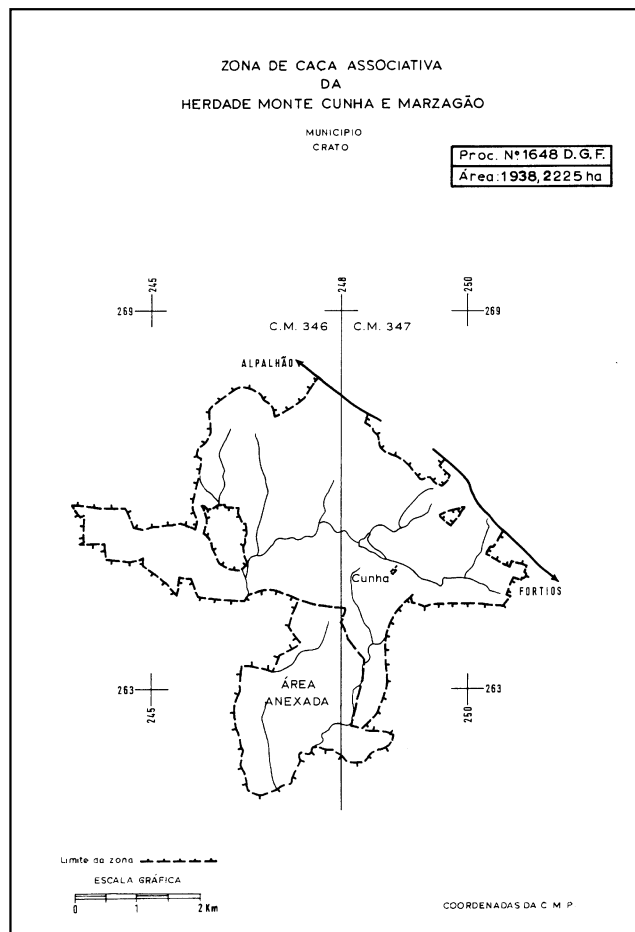 ZONA DE CAÇA ASSOCIATIVA
DA
HERDADE MONTE CUNHA E MARZAGÃO
MUNICIPIO
CRATO
Proc. Nº 1648 D.G.F.
Área: 1938,2225 ha
245
248
250
269
269
C.M. 346
C.M. 347
ALPALHÃO
Cunha
FORTIOS
ÁREA
ANEXADA
263
263
245
250
Limite da zona
ESCALA GRÁFICA
0 1 2 Km
COORDENADAS DA C M P